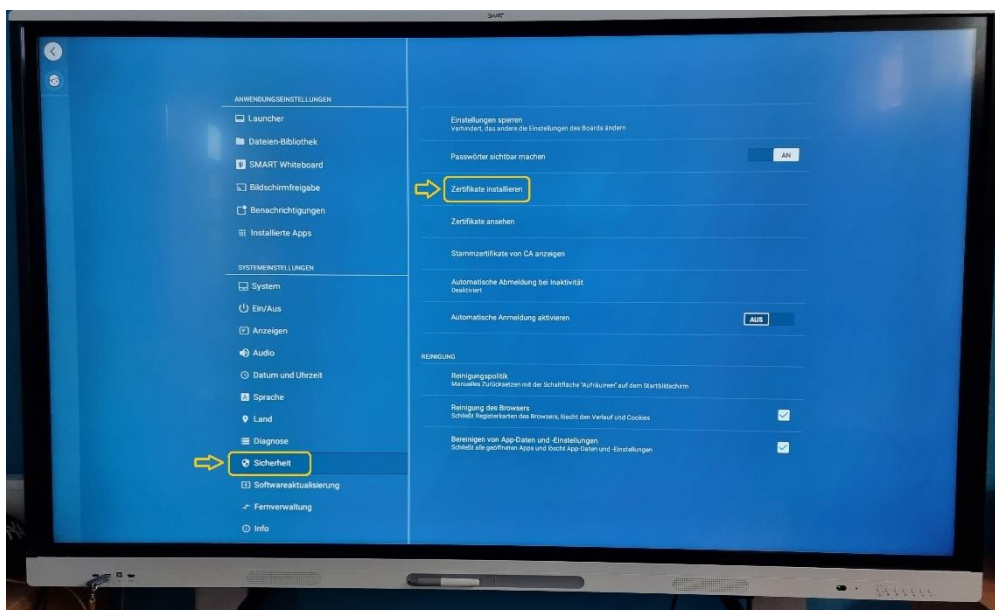 SMART
ANWENDUNGSEINSTELLUNGEN
Launcher
Dateien-Bibliothek
SMART Whiteboard
Bildschirmfreigabe
Benachrichtigungen
Installierte Apps
SYSTEMEINSTELLUNGEN
System
Ein/Aus
Anzeigen
Audio
Datum und Uhrzeit
Sprache
Land
Diagnose
Sicherheit
Softwareaktualisierung
Fernverwaltung
Info
Einstellungen sperren
Verhindert, das andere die Einstellungen des Boards ändern
Passwörter sichtbar machen
AN
Zertifikate installieren
Zertifikate ansehen
Stammzertifikate von CA anzeigen
Automatische Abmeldung bei Inaktivität
Deaktiviert
Automatische Anmeldung aktivieren
AUS
REINIGUNG
Reinigungspolitik
Manuelles Zurücksetzen mit der Schaltfläche "Aufräumen" auf dem Startbildschirm
Reinigung des Browsers
Schließt Registerkarten des Browsers, löscht den Verlauf und Cookies
Bereinigen von App-Daten und -Einstellungen
Schließt alle geöffneten Apps und löscht App-Daten und -Einstellungen